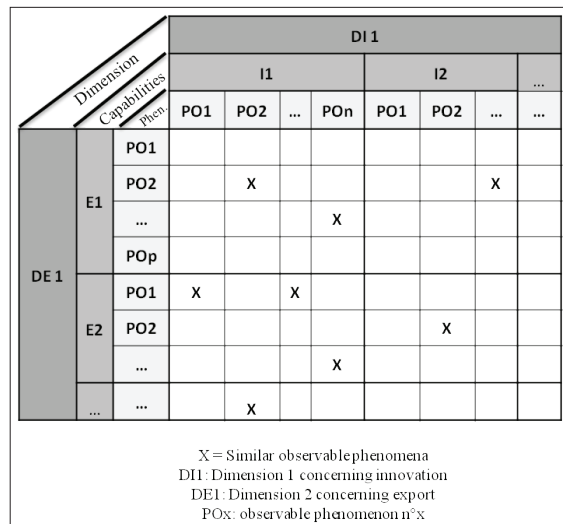 DI 1
Dimension
I1 I2 ...
Capabilities
Phen.
PO1 PO2 ... POn PO1 PO2 ... ...
DE 1
E1
PO1
PO2 X X
... X
POp
E2
PO1 X X
PO2 X
... X
... ... X
X = Similar observable phenomena
DI1: Dimension 1 concerning innovation
DE1: Dimension 2 concerning export
POx: observable phenomenon n°x